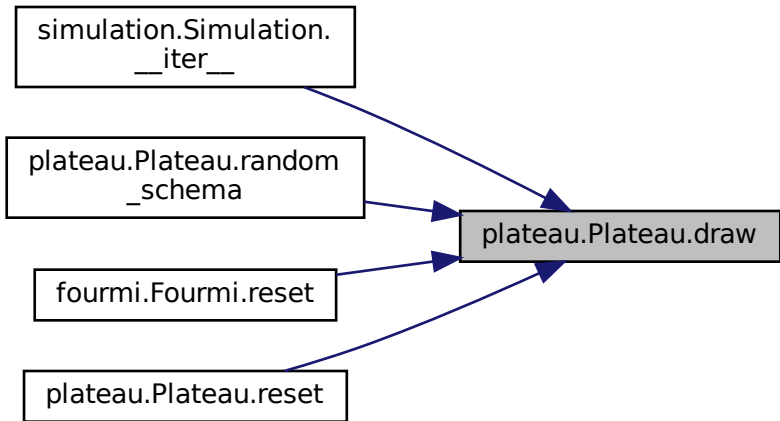 simulation.Simulation.
__iter__
plateau.Plateau.random
_schema
plateau.Plateau.draw
fourmi.Fourmi.reset
plateau.Plateau.reset